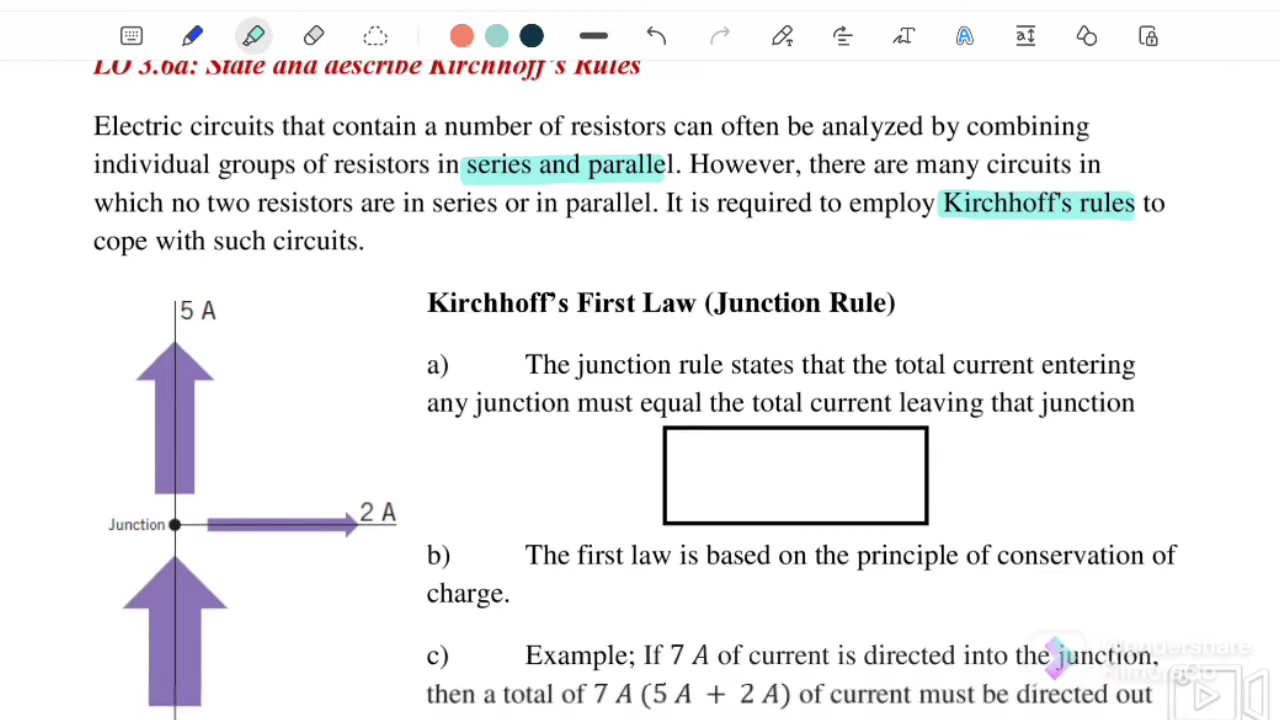 LO 3.6a: State and describe Kirchhoff's Rules
Electric circuits that contain a number of resistors can often be analyzed by combining
individual groups of resistors in series and parallel. However, there are many circuits in
which no two resistors are in series or in parallel. It is required to employ Kirchhoff's rules to
cope with such circuits.
5 A
Kirchhoff's First Law (Junction Rule)
a) The junction rule states that the total current entering
any junction must equal the total current leaving that junction
2 A
Junction
b) The first law is based on the principle of conservation of
charge.
c) Example; If 7 A of current is directed into the junction,
then a total of 7 A (5 A + 2 A) of current must be directed out
Wondershare